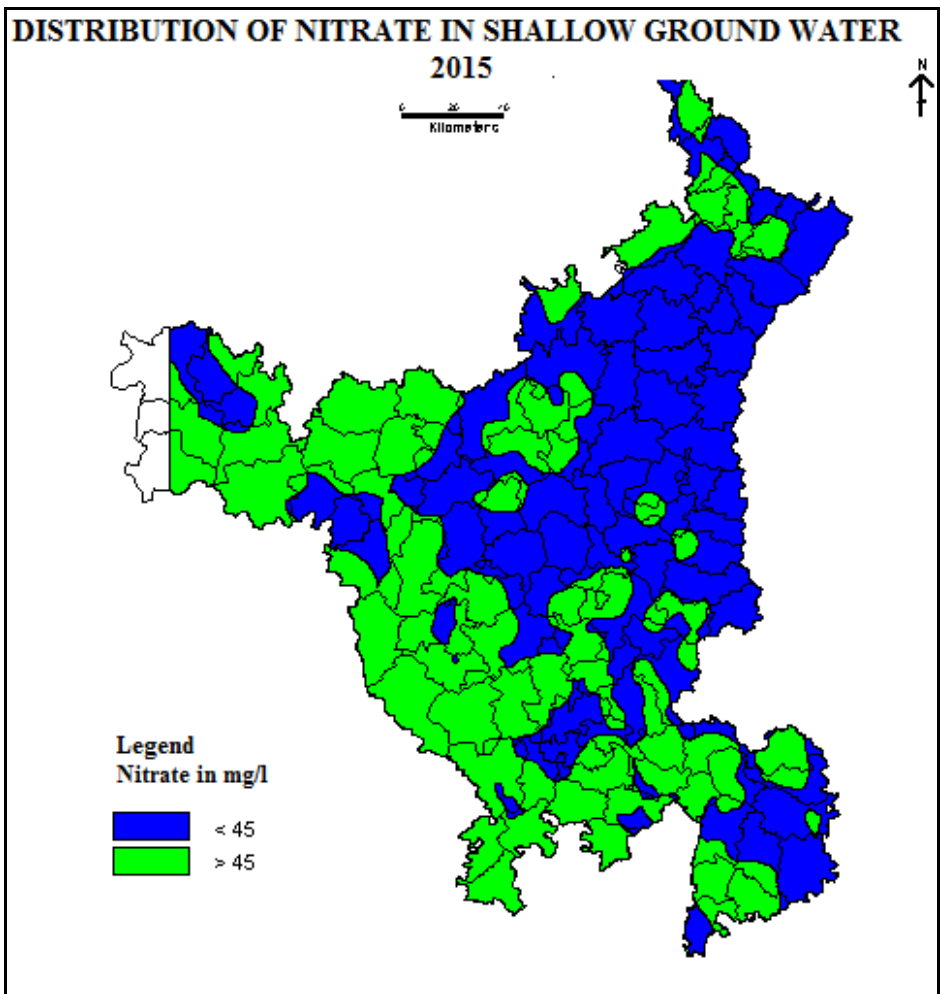 DISTRIBUTION OF NITRATE IN SHALLOW GROUND WATER
2015
N
Kilometers
Legend
Nitrate in mg/l
< 45
> 45